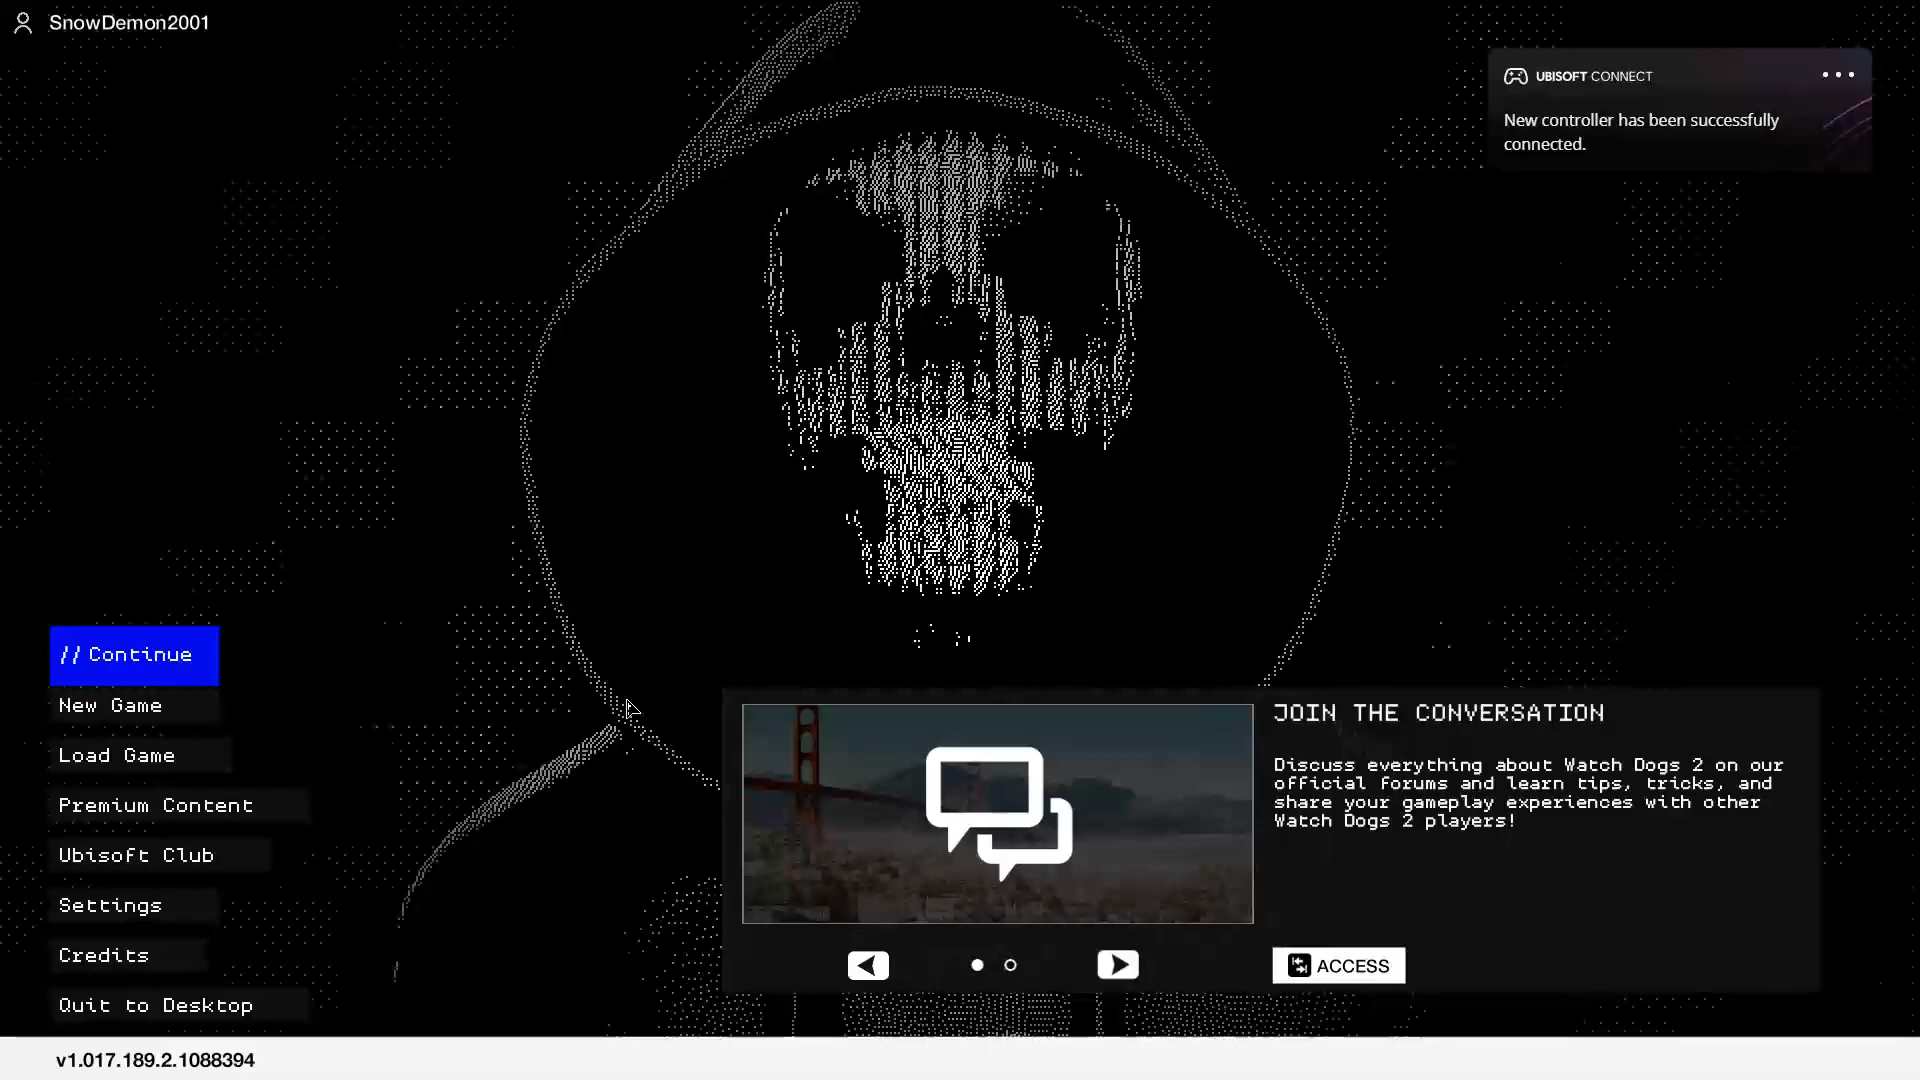 SnowDemon2001
UBISOFT CONNECT
New controller has been successfully
connected.
// Continue
New Game
Load Game
Premium Content
Ubisoft Club
Settings
Credits
Quit to Desktop
JOIN THE CONVERSATION
Discuss everything about Watch Dogs 2 on our
official forums and learn tips, tricks, and
share your gameplay experiences with other
Watch Dogs 2 players!
ACCESS
v1.017.189.2.1088394